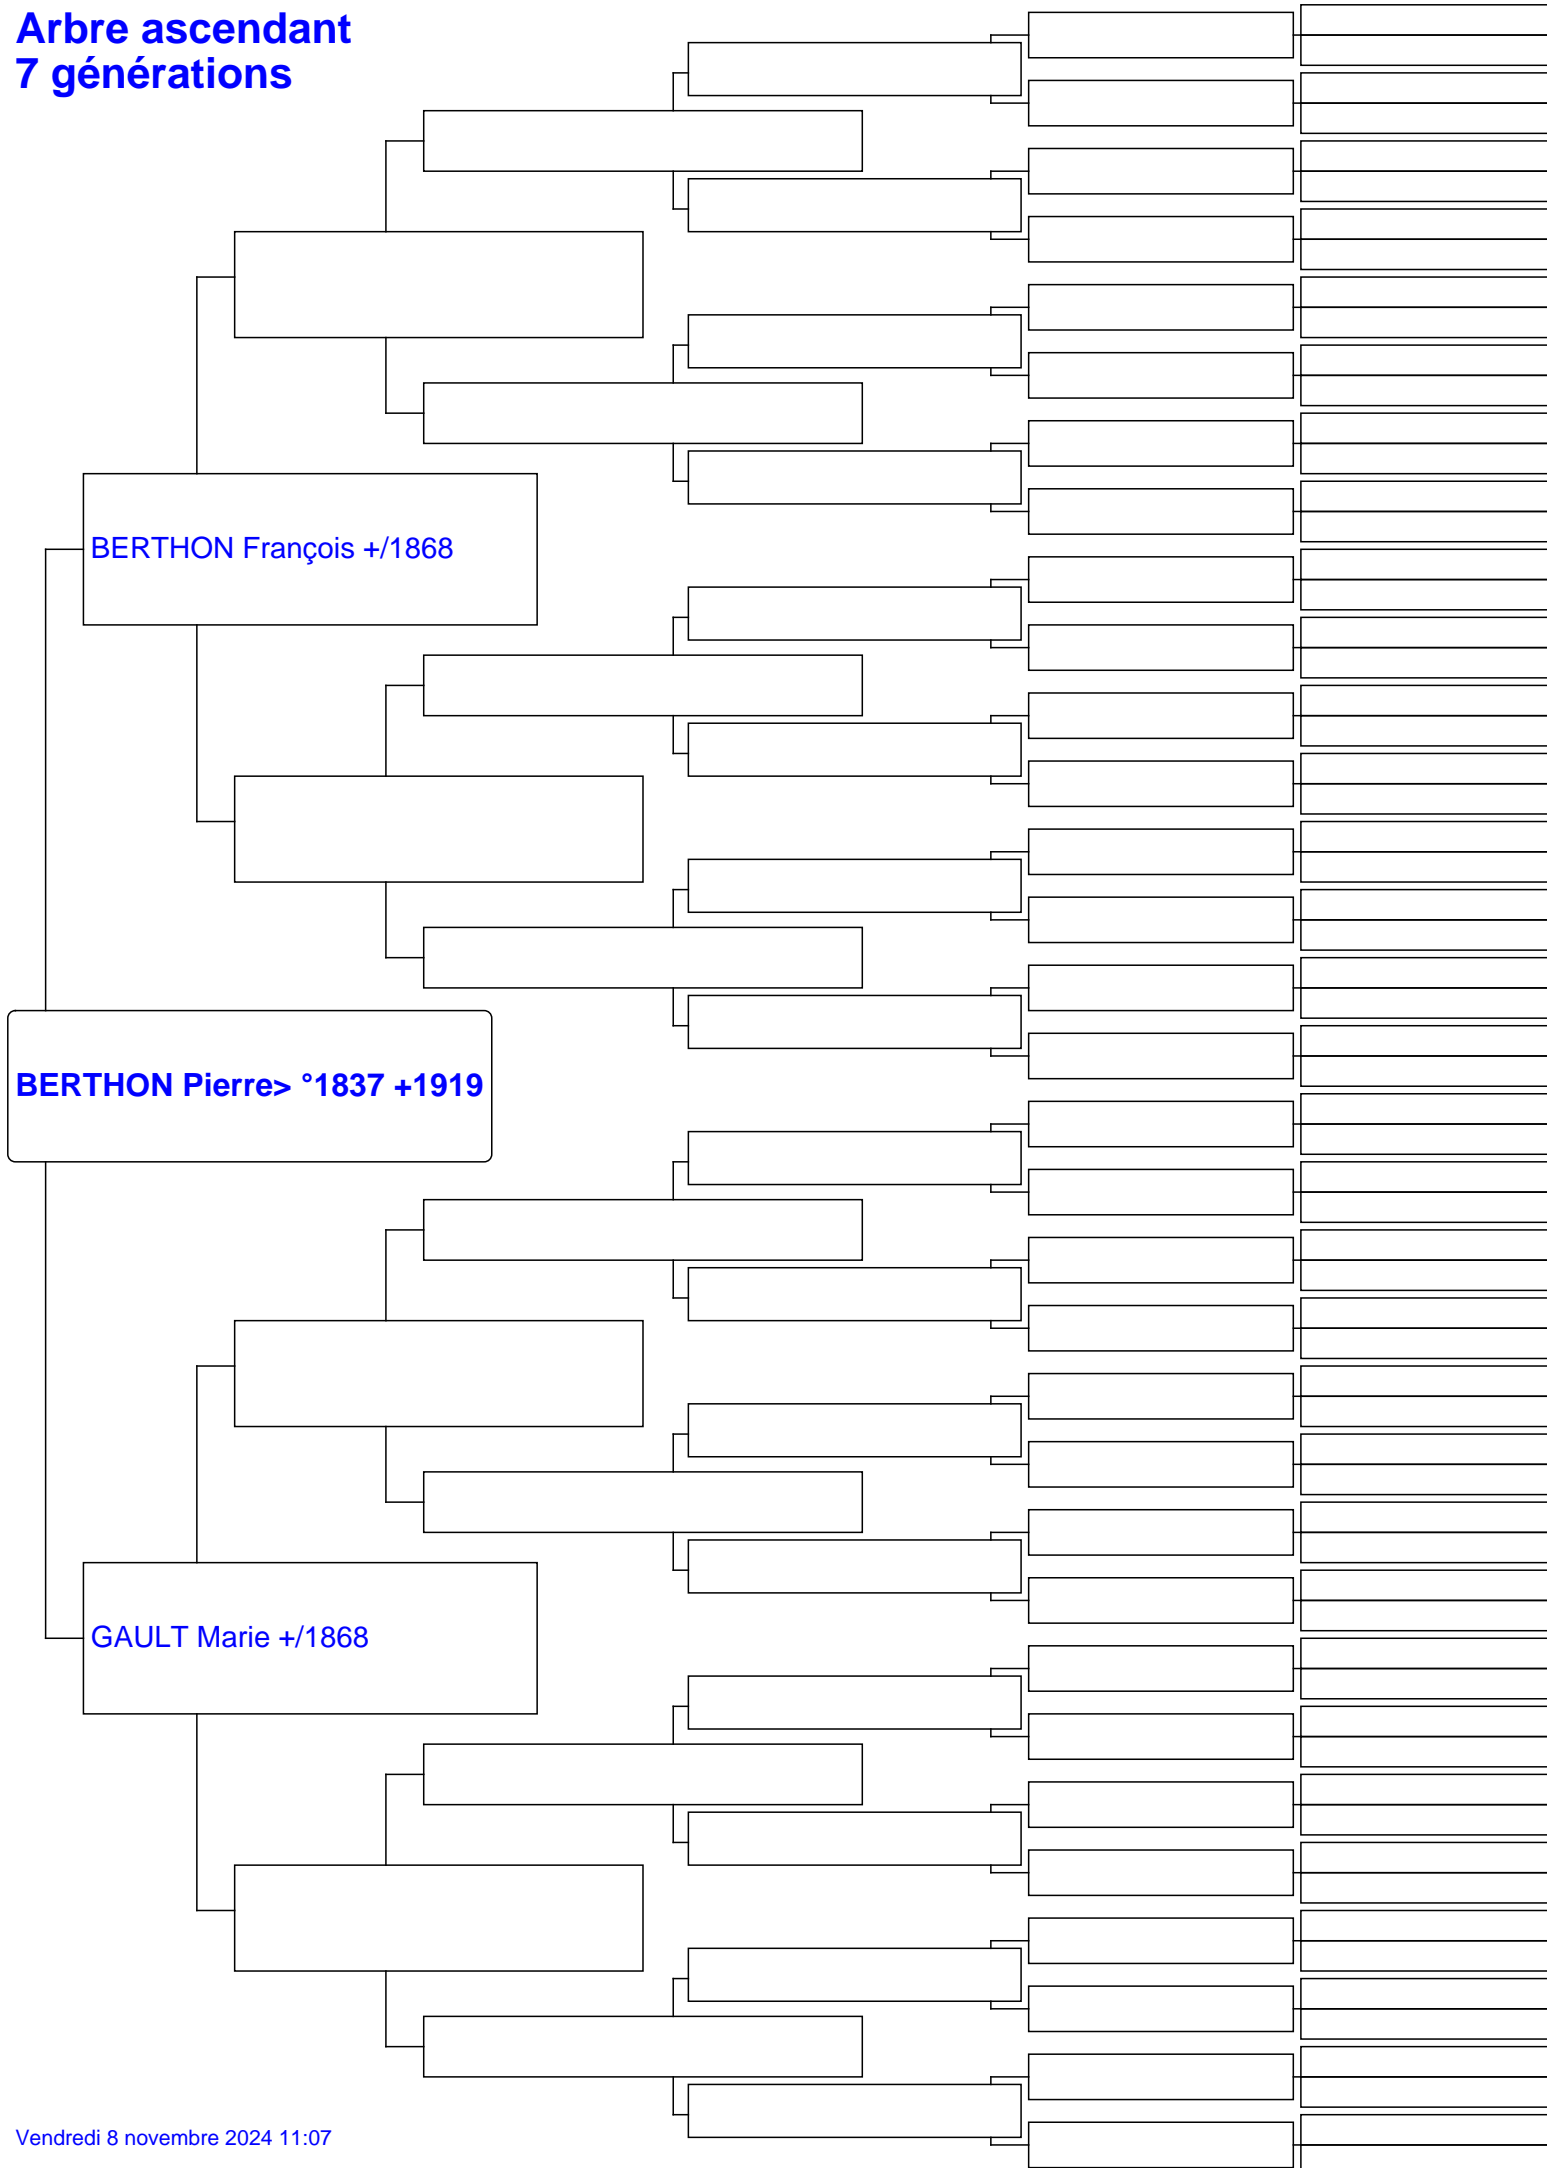 Arbre ascendant
7 générations
BERTHON François +/1868
BERTHON Pierre> °1837 +1919
GAULT Marie +/1868
Vendredi 8 novembre 2024 11:07